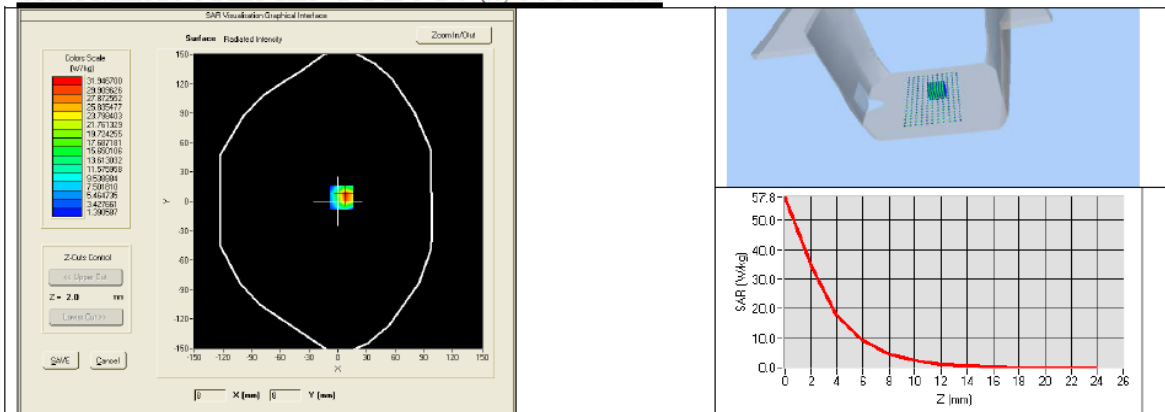 SAR Visualisation Graphical Interface
Surface Radiated Intensity
Zoom In/Out
Colors Scale
(W/kg)
31.946700
29.909626
27.872552
25.835477
23.798403
21.761329
19.724255
17.687181
15.650106
13.613032
11.575958
9.538884
7.501810
5.464735
3.427661
1.390587
150
120
90
60
30
0
-30
-60
-90
-120
-150
Y
-150 -120 -90 -60 -30 0 30 60 90 120 150
X
Z-Cuts Control
<< Upper Cut
Z = 2.0 mm
Lower Cut >>
SAVE Cancel
0 X (mm) 0 Y (mm)
57.8
50.0
40.0
30.0
20.0
10.0
0.0
SAR (W/kg)
0 2 4 6 8 10 12 14 16 18 20 22 24 26
Z (mm)